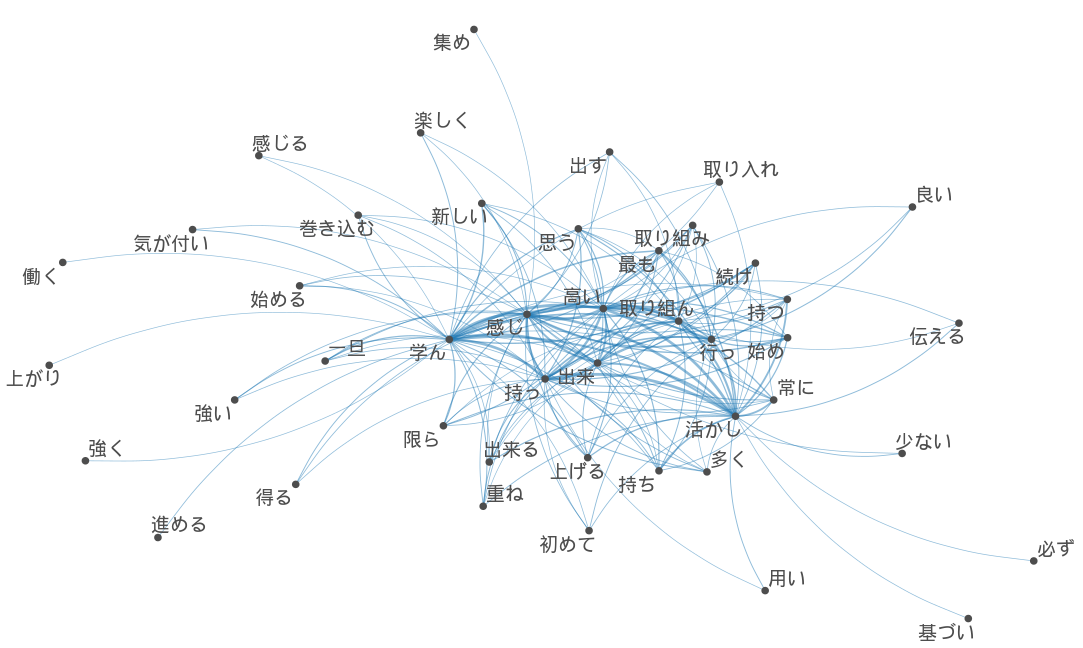 集め
楽しく
感じる
出す
取り入れ
良い
新しい
巻き込む
気が付い
思う
取り組み
最も
働く
続け
始める
高い
取り組ん
持つ
感じ
伝える
学ん
一旦
行っ
始め
上がり
出来
持っ
常に
強い
活かし
限ら
強く
出来る
少ない
多く
上げる
持ち
得る
重ね
進める
初めて
必ず
用い
基づい